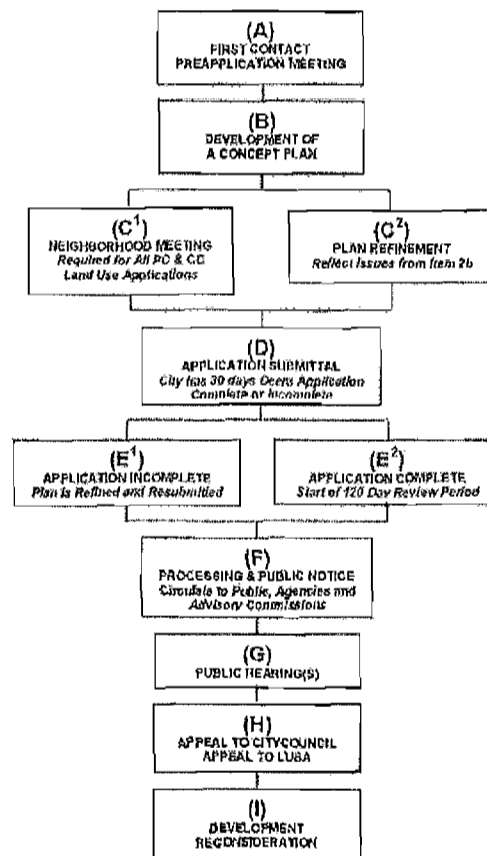 (A)
FIRST CONTACT
PREAPPLICATION MEETING
(B)
DEVELOPMENT OF
A CONCEPT PLAN
(C¹)
NEIGHBORHOOD MEETING
Required for All PC & CC
Land Use Applications
(C²)
PLAN REFINEMENT
Reflect Issues from Item 2b
(D)
APPLICATION SUBMITTAL
City has 30 days Deem Application
Complete or Incomplete
(E¹)
APPLICATION INCOMPLETE
Plan is Refined and Resubmitted
(E²)
APPLICATION COMPLETE
Start of 120 Day Review Period
(F)
PROCESSING & PUBLIC NOTICE
Circulate to Public, Agencies and
Advisory Commissions
(G)
PUBLIC HEARING(S)
(H)
APPEAL TO CITY COUNCIL
APPEAL TO LUBA
(I)
DEVELOPMENT
RECONSIDERATION